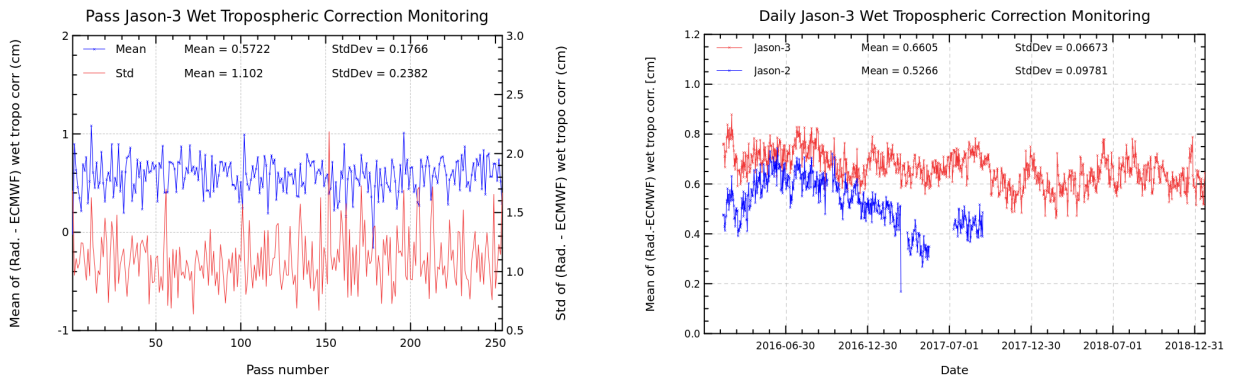 Pass Jason-3 Wet Tropospheric Correction Monitoring
Mean Mean = 0.5722 StdDev = 0.1766
Std Mean = 1.102 StdDev = 0.2382
Mean of (Rad. - ECMWF) wet tropo corr (cm)
2
1
0
-1
3.0
2.5
2.0
1.5
1.0
0.5
Std of (Rad. - ECMWF) wet tropo corr (cm)
50 100 150 200 250
Pass number
Daily Jason-3 Wet Tropospheric Correction Monitoring
Jason-3 Mean = 0.6605 StdDev = 0.06673
Jason-2 Mean = 0.5266 StdDev = 0.09781
Mean of (Rad.-ECMWF) wet tropo corr. [cm]
1.2
1.0
0.8
0.6
0.4
0.2
0.0
2016-06-30 2016-12-30 2017-07-01 2017-12-30 2018-07-01 2018-12-31
Date